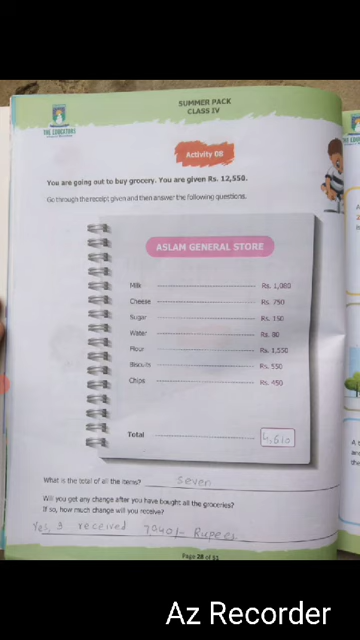 THE EDUCATORS
SUMMER PACK
CLASS IV
Activity 08
You are going out to buy grocery. You are given Rs. 12,550.
Go through the receipt given and then answer the following questions.
ASLAM GENERAL STORE
Milk Rs. 1,080
Cheese Rs. 750
Sugar Rs. 150
Water Rs. 80
Flour Rs. 1,550
Biscuits Rs. 550
Chips Rs. 450
Total 4,610
What is the total of all the items? Seven
Will you get any change after you have bought all the groceries?
If so, how much change will you receive?
Yes, I received 7940/- Rupees.
Page 28 of 51
Az Recorder